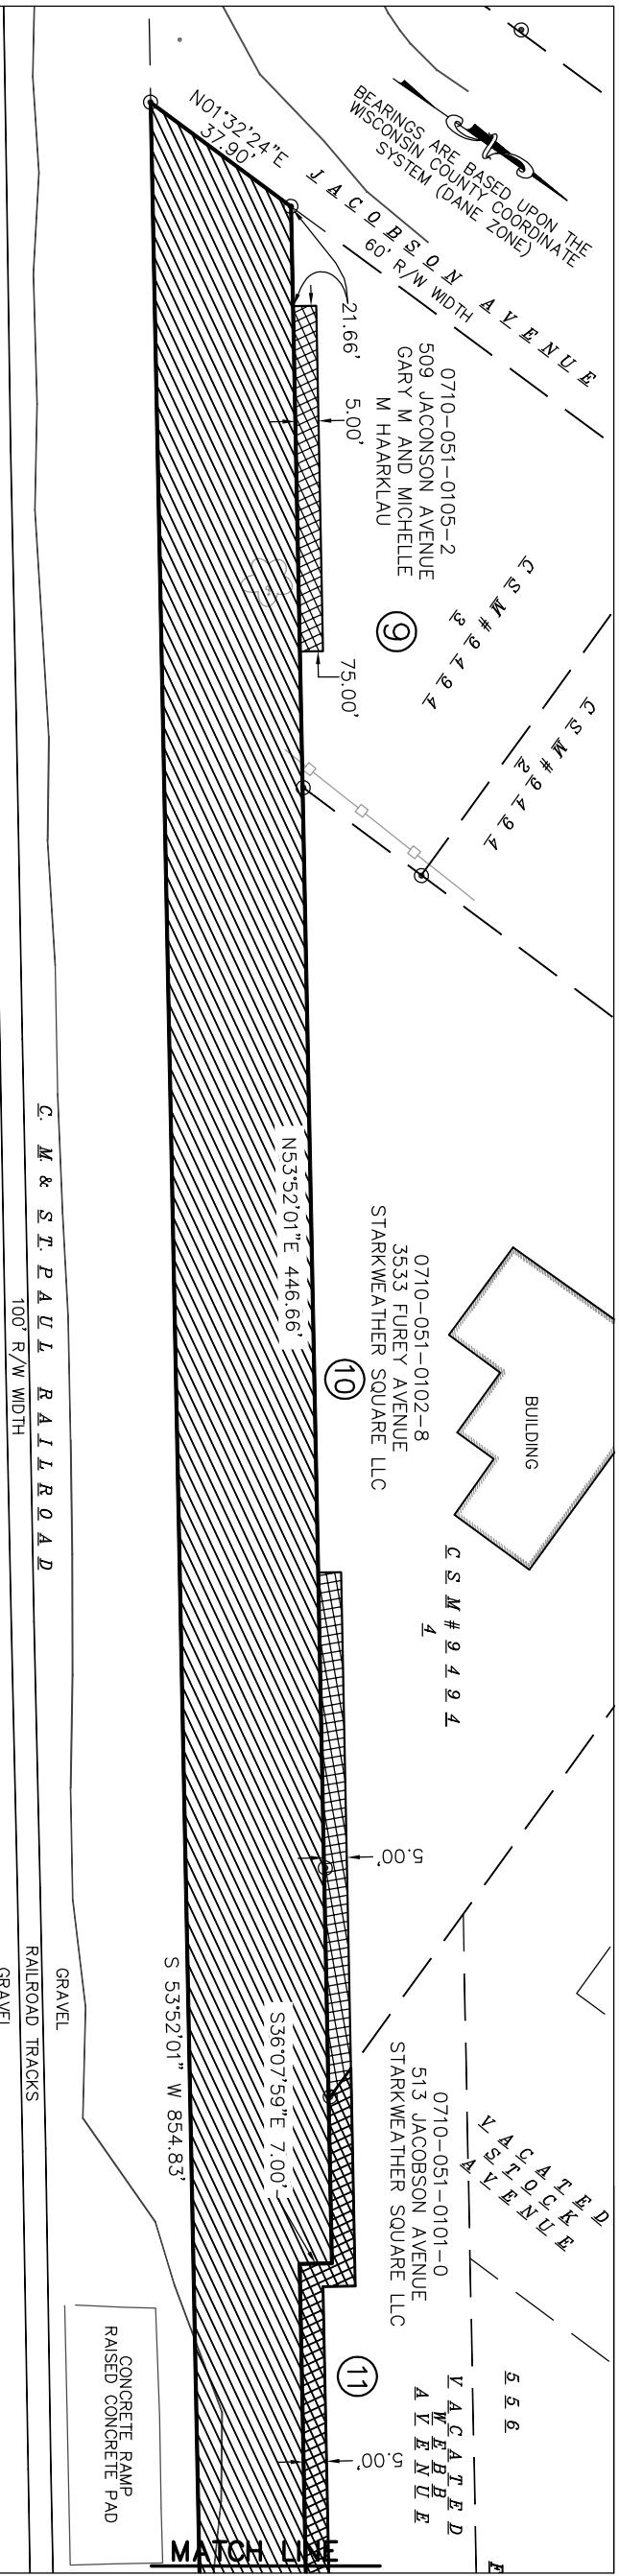 BEARINGS ARE BASED UPON THE
WISCONSIN COUNTY COORDINATE
SYSTEM (DANE ZONE)
N01°32'24"E
37.90'
JACOBSON AVENUE
60' R/W WIDTH
21.66'
5.00'
0710-051-0105-2
509 JACONSON AVENUE
GARY M AND MICHELLE
M HAARKLAU
9
75.00'
CSM#9494
3
CSM#9494
2
N53°52'01"E 446.66'
0710-051-0102-8
3533 FUREY AVENUE
STARKWEATHER SQUARE LLC
10
BUILDING
CSM#9494
4
5.00'
0710-051-0101-0
513 JACOBSON AVENUE
STARKWEATHER SQUARE LLC
VACATED
STOCK
AVENUE
S36°07'59"E 7.00'
11
556
VACATED
WEBB
AVENUE
5.00'
S 53°52'01" W 854.83'
C. M. & ST. PAUL RAILROAD
100' R/W WIDTH
GRAVEL
RAILROAD TRACKS
GRAVEL
CONCRETE RAMP
RAISED CONCRETE PAD
MATCH LINE